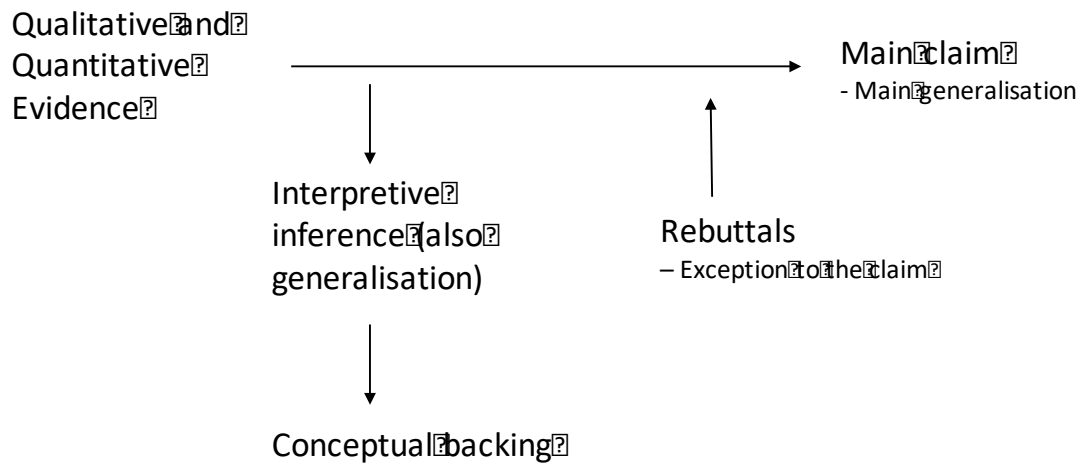 Qualitative and
Quantitative
Evidence
Main claim
- Main generalisation
Interpretive
inference (also
generalisation)
Rebuttals
– Exception to the claim
Conceptual backing